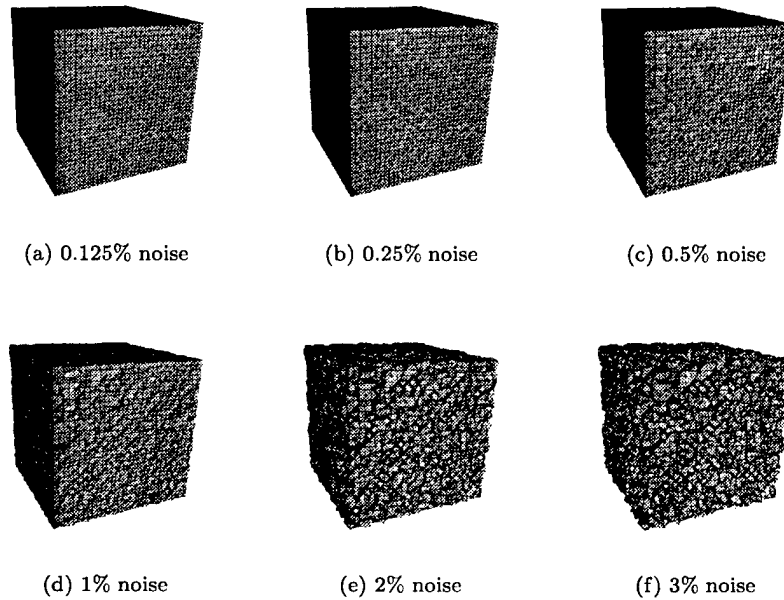 (a) 0.125% noise
(b) 0.25% noise
(c) 0.5% noise
(d) 1% noise
(e) 2% noise
(f) 3% noise